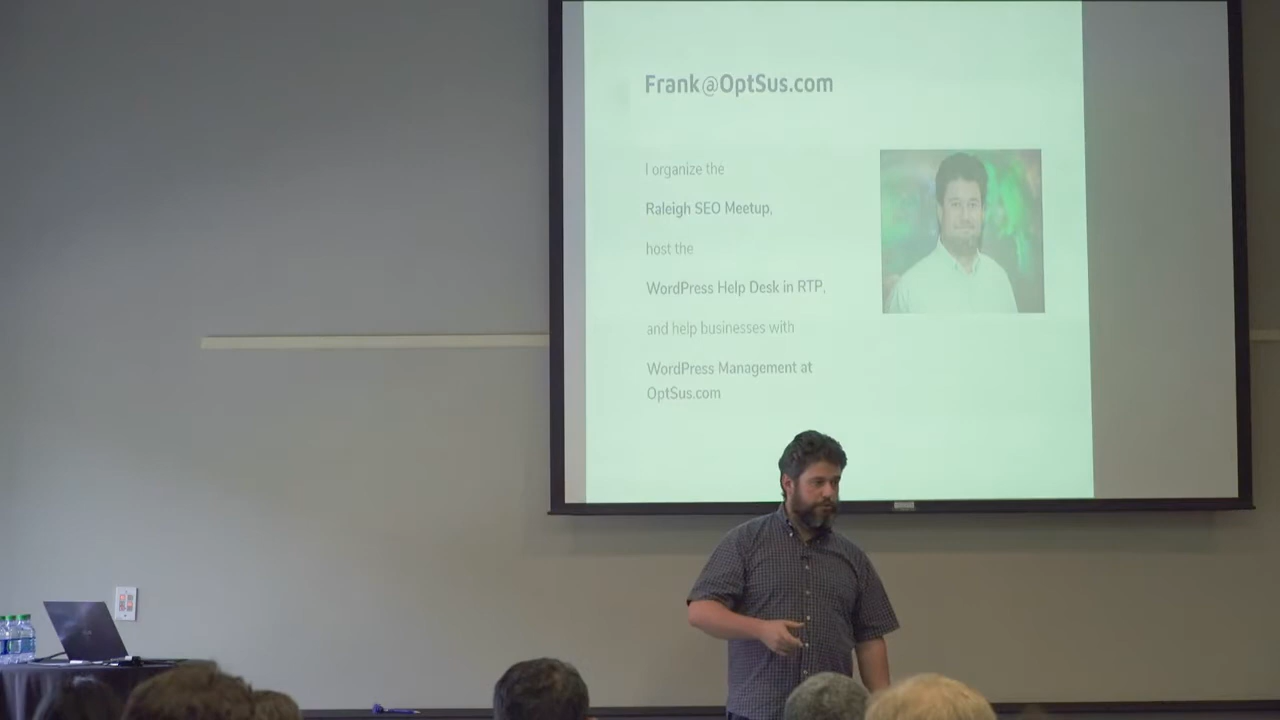 Frank@OptSus.com
I organize the
Raleigh SEO Meetup,
host the
WordPress Help Desk in RTP,
and help businesses with
WordPress Management at
OptSus.com